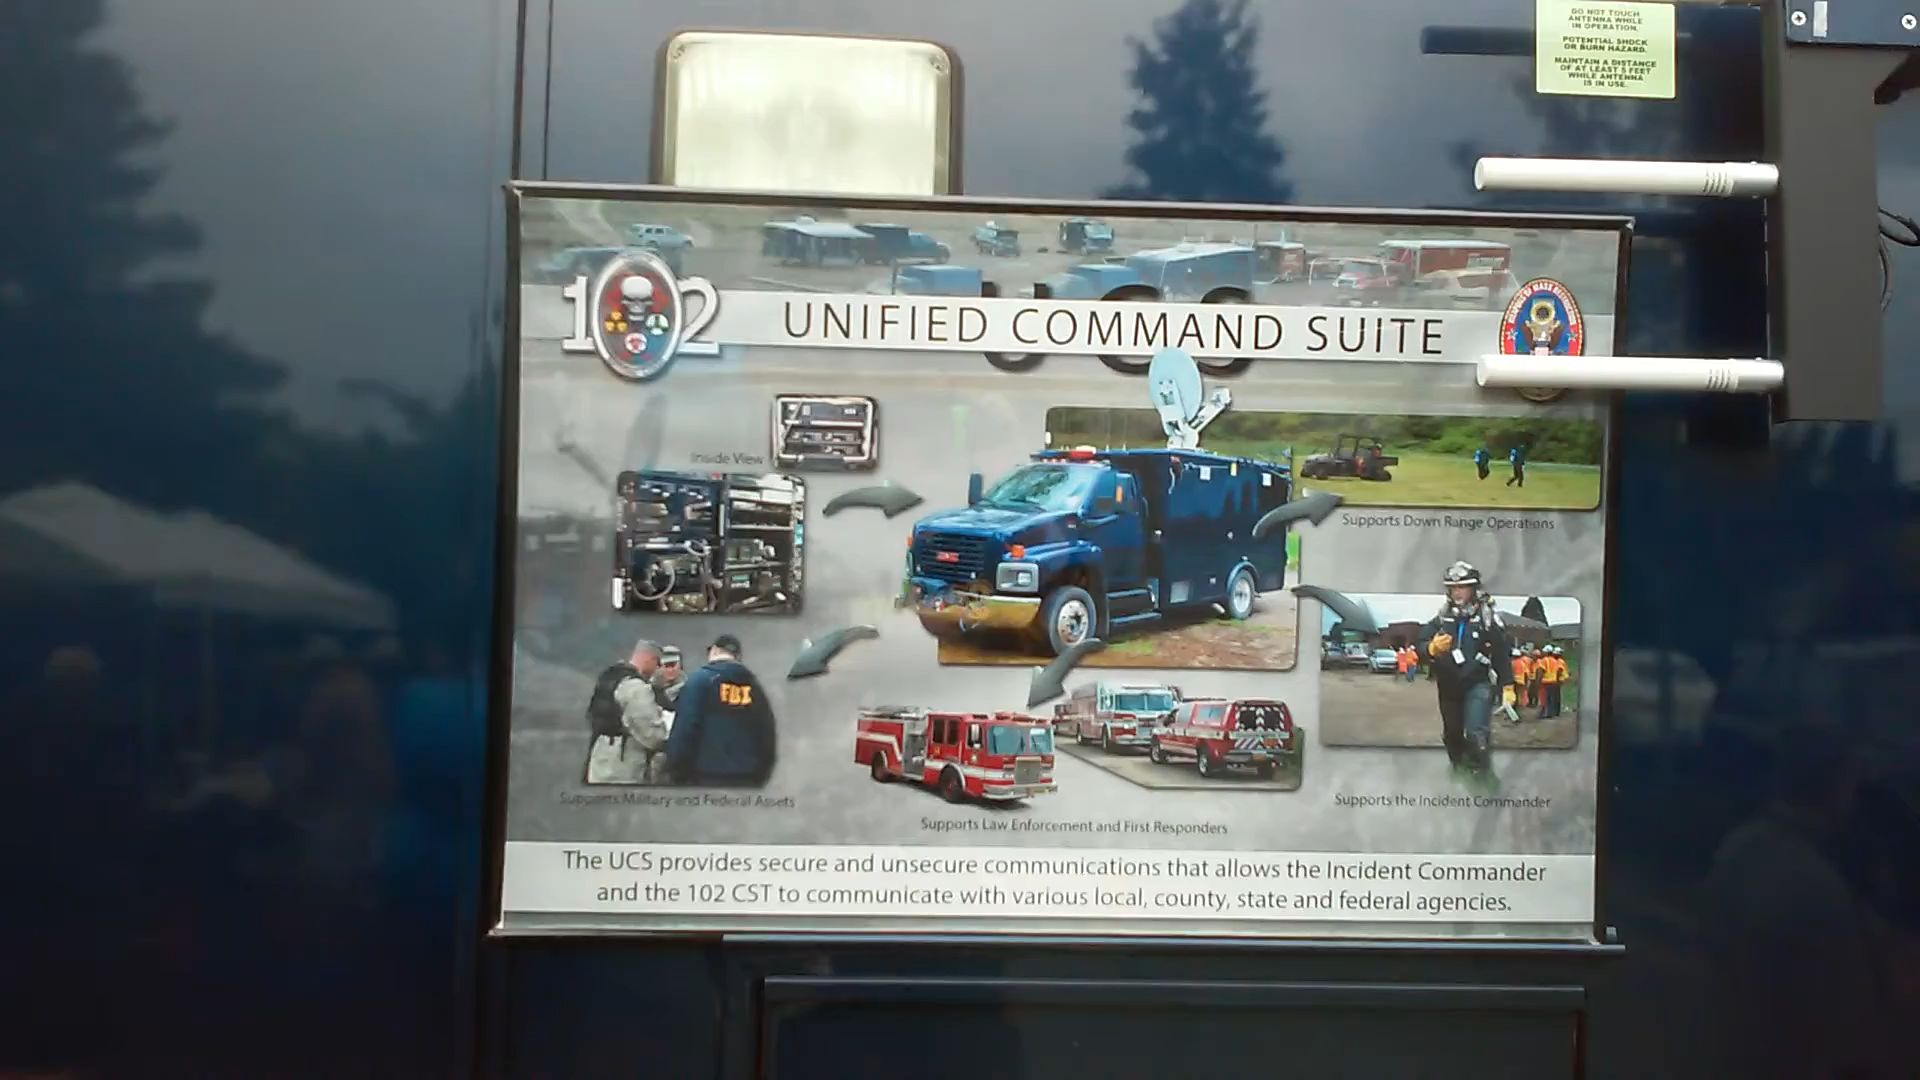 DO NOT TOUCH
ANTENNA WHILE
IN OPERATION.
POTENTIAL SHOCK
OR BURN HAZARD.
MAINTAIN A DISTANCE
OF AT LEAST 5 FEET
WHILE ANTENNA
IS IN USE.
102
UCS
UNIFIED COMMAND SUITE
Inside View
Supports Down Range Operations
FBI
Supports Military and Federal Assets
Supports the Incident Commander
Supports Law Enforcement and First Responders
The UCS provides secure and unsecure communications that allows the Incident Commander
and the 102 CST to communicate with various local, county, state and federal agencies.